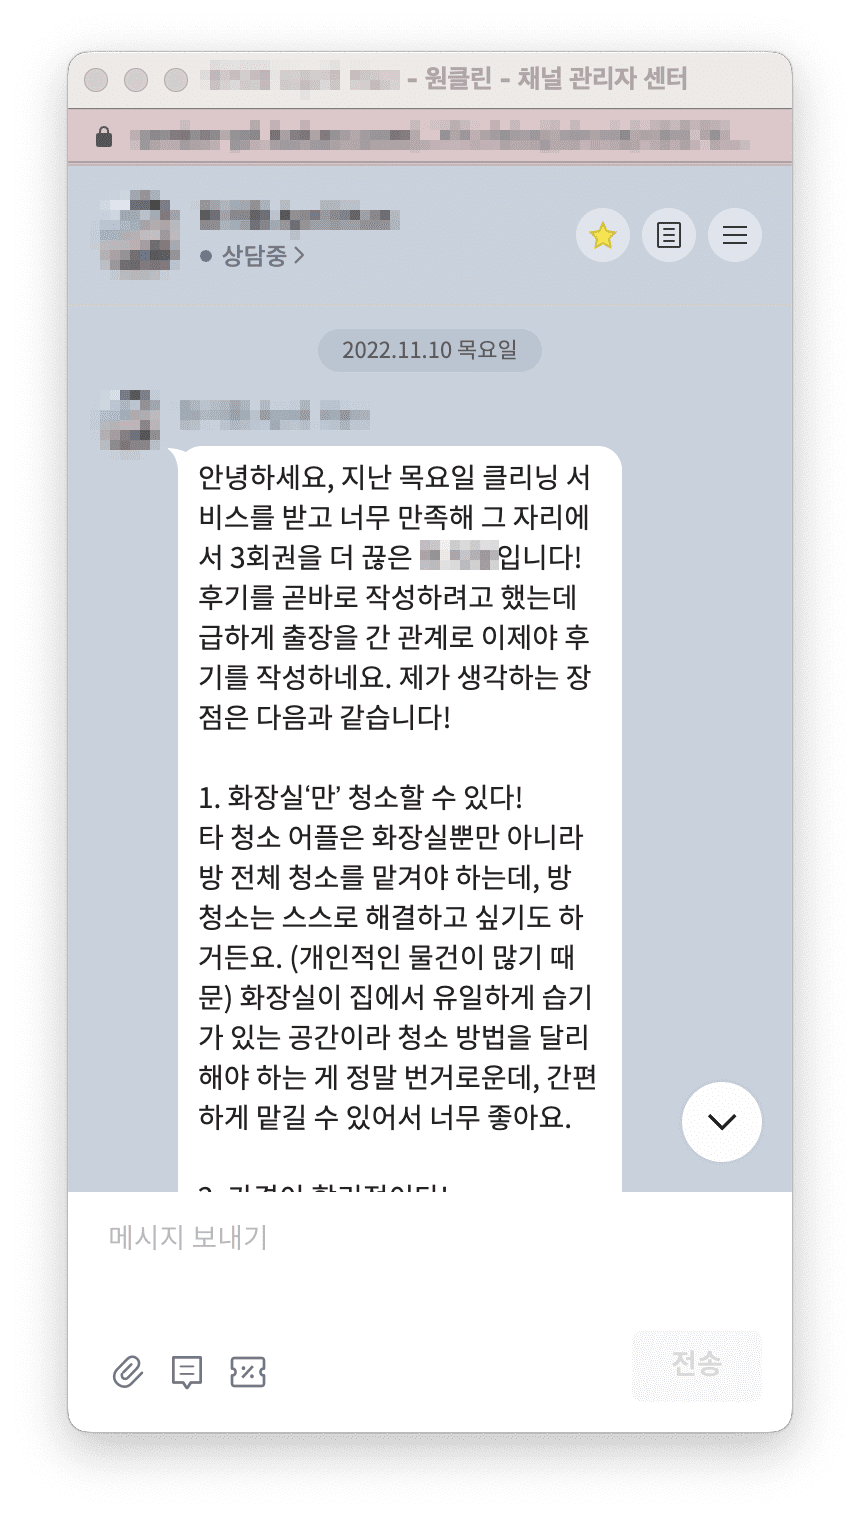 - 원클린 - 채널 관리자 센터
상담중
2022.11.10 목요일
안녕하세요, 지난 목요일 클리닝 서
비스를 받고 너무 만족해 그 자리에
서 3회권을 더 끊은 입니다!
후기를 곧바로 작성하려고 했는데
급하게 출장을 간 관계로 이제야 후
기를 작성하네요. 제가 생각하는 장
점은 다음과 같습니다!
1. 화장실‘만’ 청소할 수 있다!
타 청소 어플은 화장실뿐만 아니라
방 전체 청소를 맡겨야 하는데, 방
청소는 스스로 해결하고 싶기도 하
거든요. (개인적인 물건이 많기 때
문) 화장실이 집에서 유일하게 습기
가 있는 공간이라 청소 방법을 달리
해야 하는 게 정말 번거로운데, 간편
하게 맡길 수 있어서 너무 좋아요.
메시지 보내기
전송